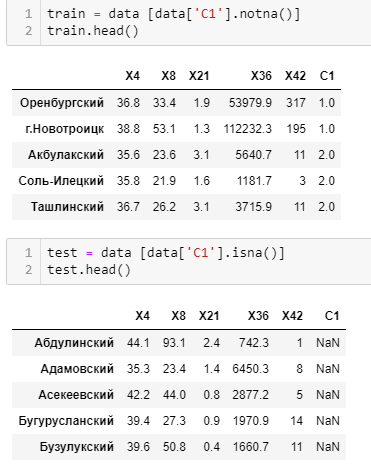 1 train = data [data['C1'].notna()]
2 train.head()
X4 X8 X21 X36 X42 C1
Оренбургский 36.8 33.4 1.9 53979.9 317 1.0
г.Новотроицк 38.8 53.1 1.3 112232.3 195 1.0
Акбулакский 35.6 23.6 3.1 5640.7 11 2.0
Соль-Илецкий 35.8 21.9 1.6 1181.7 3 2.0
Ташлинский 36.7 26.2 3.1 3715.9 11 2.0
1 test = data [data['C1'].isna()]
2 test.head()
X4 X8 X21 X36 X42 C1
Абдулинский 44.1 93.1 2.4 742.3 1 NaN
Адамовский 35.3 23.4 1.4 6450.3 8 NaN
Асекеевский 42.2 44.0 0.8 2877.2 5 NaN
Бугурусланский 39.4 27.3 0.9 1970.9 14 NaN
Бузулукский 39.6 50.8 0.4 1660.7 11 NaN